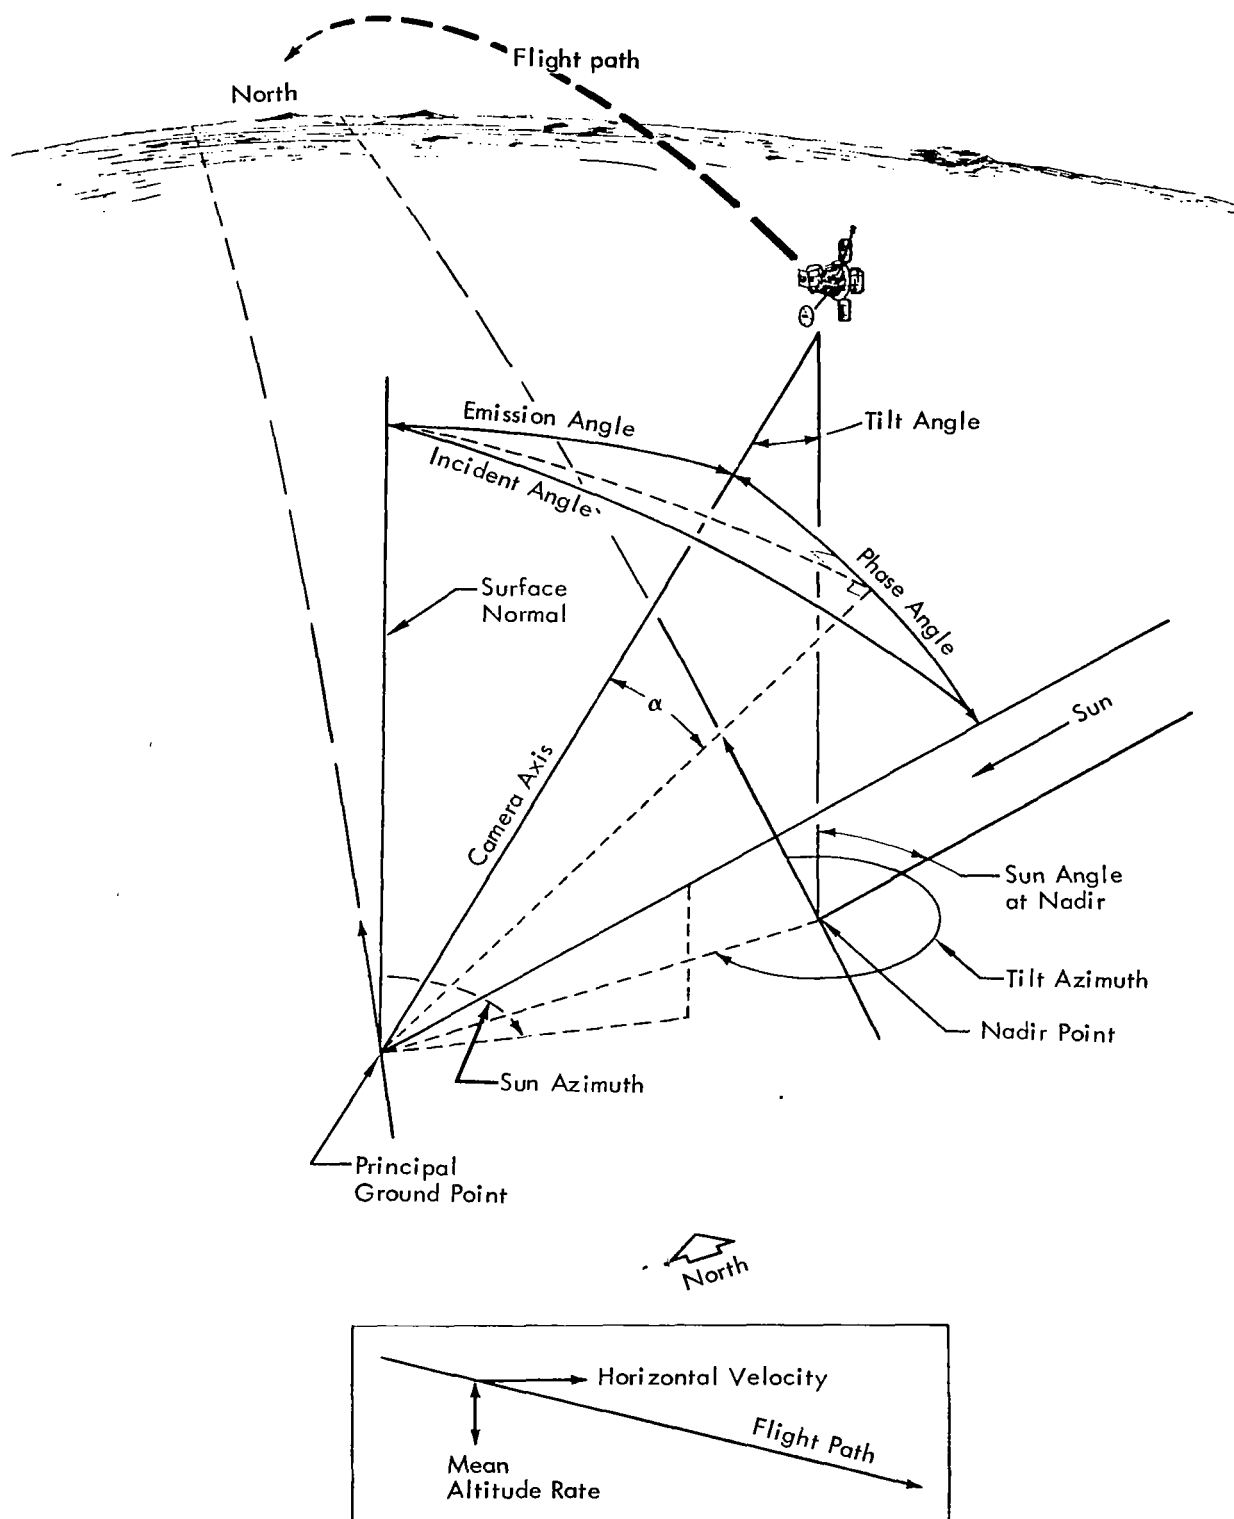 Flight path
North
Emission Angle
Tilt Angle
Incident Angle
Phase Angle
Surface
Normal
α
Sun
Camera Axis
Sun Angle
at Nadir
Tilt Azimuth
Nadir Point
Sun Azimuth
Principal
Ground Point
North
Horizontal Velocity
Flight Path
Mean
Altitude Rate